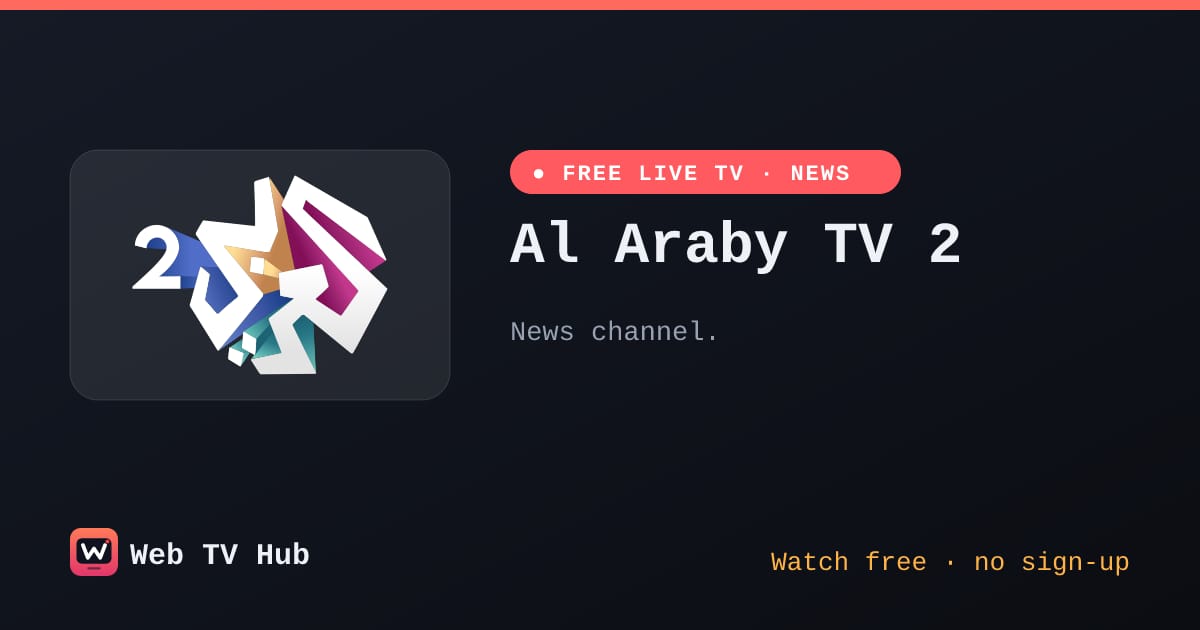 2
• FREE LIVE TV · NEWS
Al Araby TV 2
News channel.
W
Web TV Hub
Watch free · no sign-up